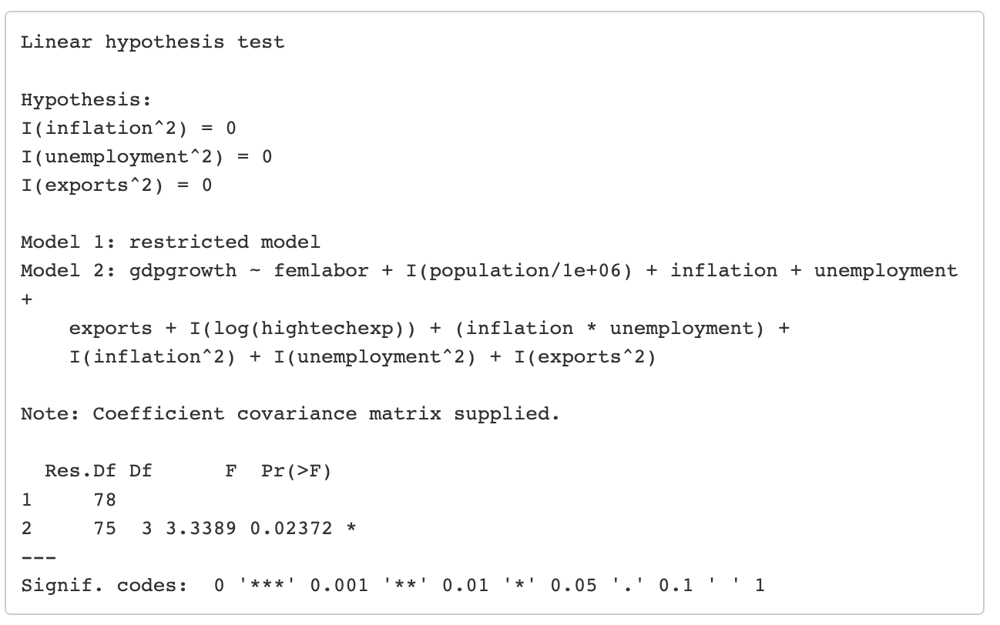 Linear hypothesis test
Hypothesis:
I(inflation^2) = 0
I(unemployment^2) = 0
I(exports^2) = 0
Model 1: restricted model
Model 2: gdpgrowth ~ femlabor + I(population/1e+06) + inflation + unemployment
+
exports + I(log(hightechexp)) + (inflation * unemployment) +
I(inflation^2) + I(unemployment^2) + I(exports^2)
Note: Coefficient covariance matrix supplied.
Res.Df Df F Pr(>F)
1 78
2 75 3 3.3389 0.02372 *
---
Signif. codes: 0 '***' 0.001 '**' 0.01 '*' 0.05 '.' 0.1 ' ' 1